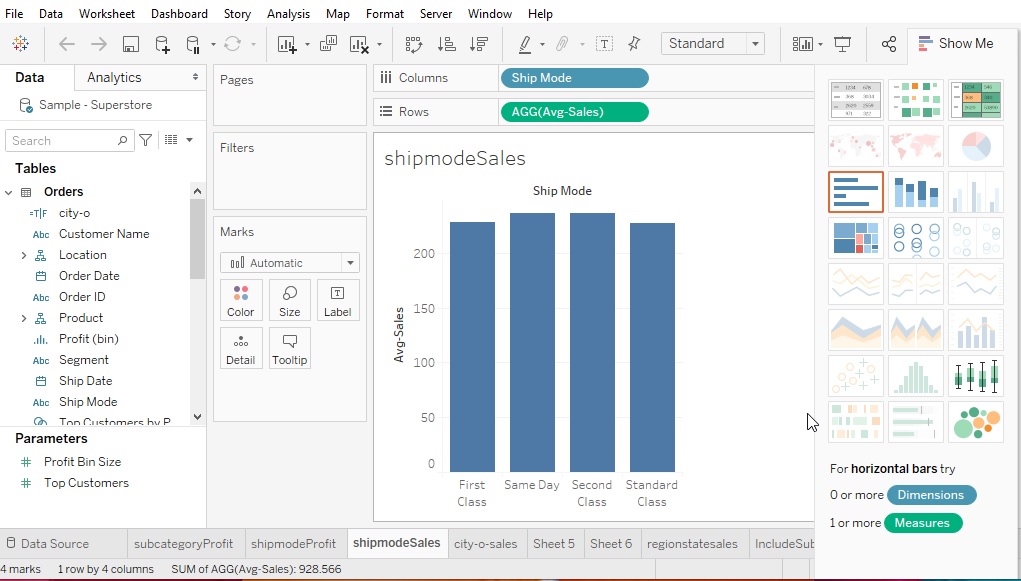 File Data Worksheet Dashboard Story Analysis Map Format Server Window Help
Standard
Show Me
Data Analytics
Sample - Superstore
Search
Tables
Orders
=T|F city-o
Abc Customer Name
Location
Order Date
Abc Order ID
Product
Profit (bin)
Abc Segment
Ship Date
Abc Ship Mode
Top Customers by P
Parameters
# Profit Bin Size
# Top Customers
Pages
Filters
Marks
Automatic
Color Size Label
Detail Tooltip
Columns Ship Mode
Rows AGG(Avg-Sales)
shipmodeSales
Ship Mode
Avg-Sales
200
150
100
50
0
First Class
Same Day
Second Class
Standard Class
For horizontal bars try
0 or more Dimensions
1 or more Measures
Data Source subcategoryProfit shipmodeProfit shipmodeSales city-o-sales Sheet 5 Sheet 6 regionstatesales IncludeSub
4 marks 1 row by 4 columns SUM of AGG(Avg-Sales): 928.566